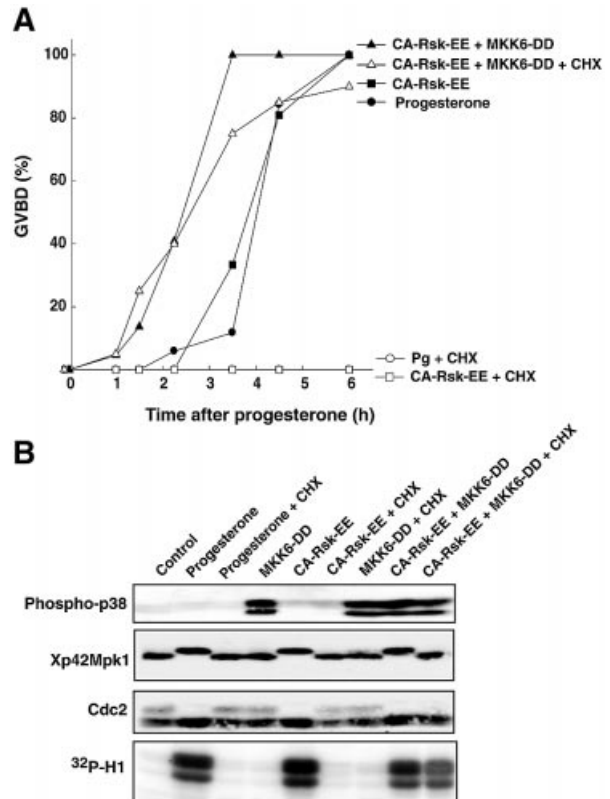 A
CA-Rsk-EE + MKK6-DD
CA-Rsk-EE + MKK6-DD + CHX
CA-Rsk-EE
Progesterone
100
80
60
40
20
GVBD (%)
Pg + CHX
CA-Rsk-EE + CHX
0 1 2 3 4 5 6
Time after progesterone (h)
B
Control
Progesterone
Progesterone + CHX
MKK6-DD
CA-Rsk-EE
CA-Rsk-EE + CHX
MKK6-DD + CHX
CA-Rsk-EE + MKK6-DD
CA-Rsk-EE + MKK6-DD + CHX
Phospho-p38
Xp42Mpk1
Cdc2
32P-H1